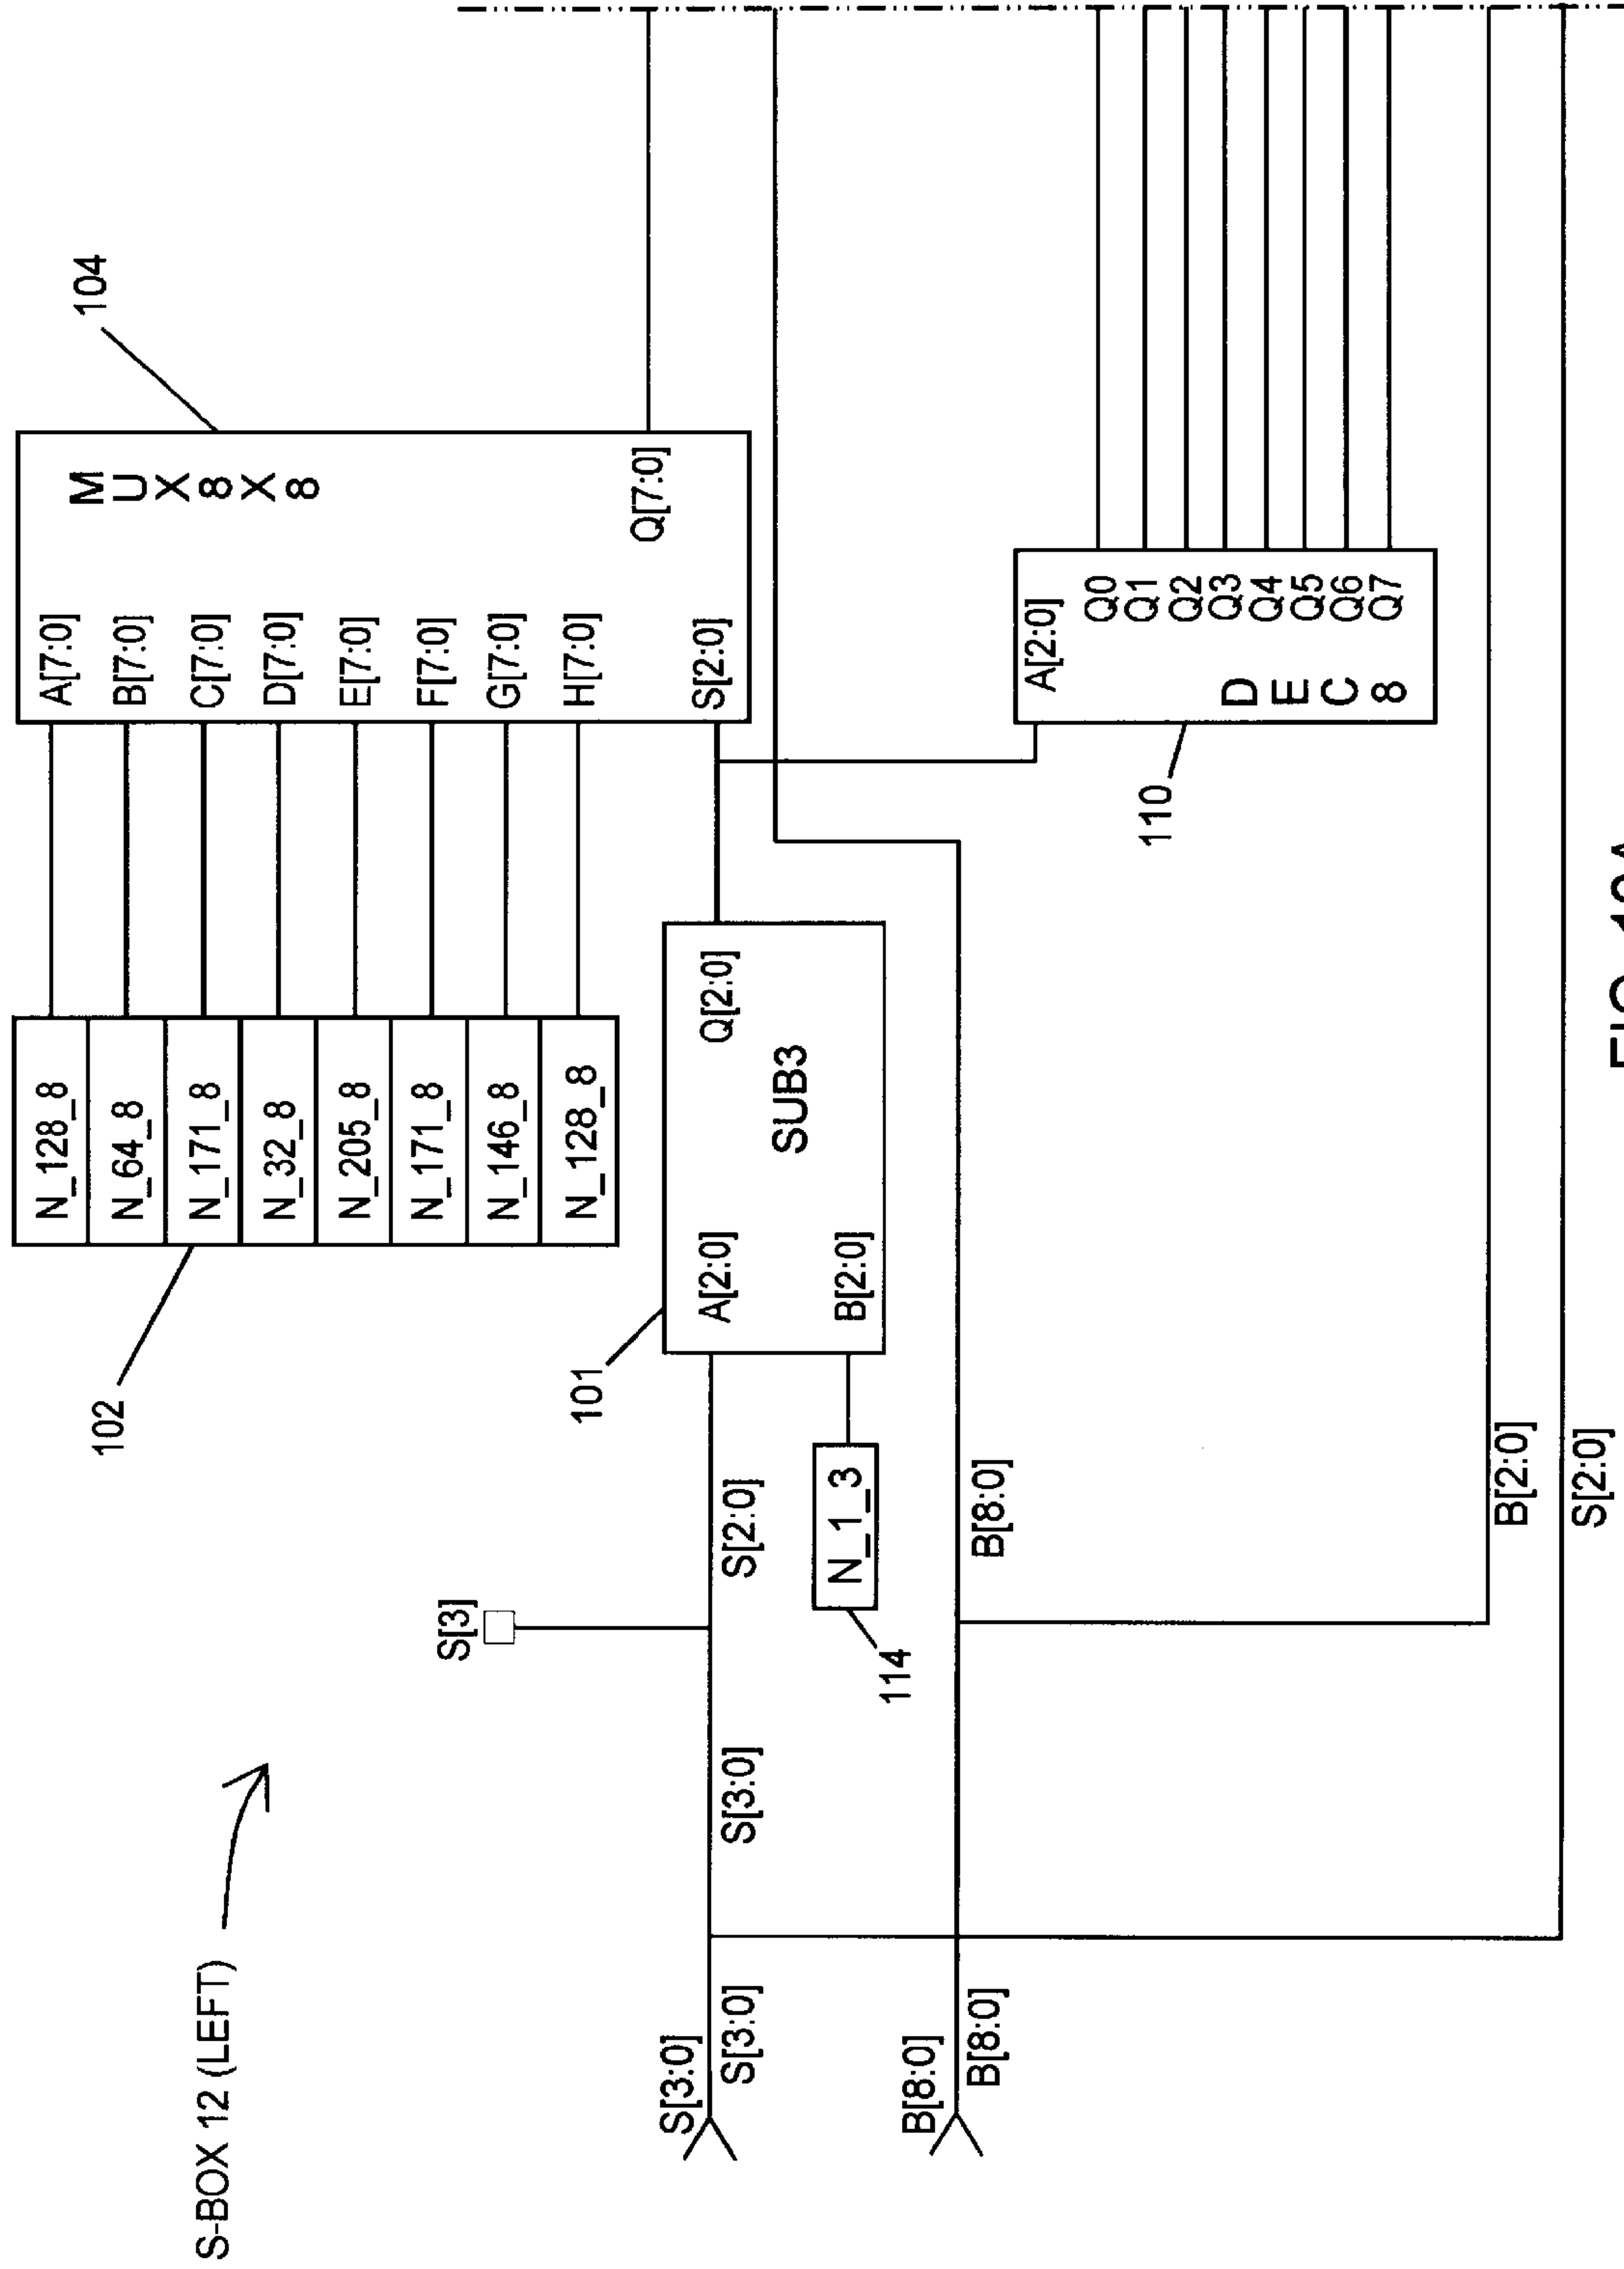 S-BOX 12 (LEFT)
102
N_128_8
N_64_8
N_171_8
N_32_8
N_205_8
N_171_8
N_146_8
N_128_8
A[7:0]
B[7:0]
C[7:0]
D[7:0]
E[7:0]
F[7:0]
G[7:0]
H[7:0]
S[2:0]
MUX8X8
Q[7:0]
104
S[3:0]
S[3:0]
S[3:0]
S[3]
S[2:0]
101
A[2:0]
B[2:0]
SUB3
Q[2:0]
N_1_3
114
B[8:0]
B[8:0]
B[8:0]
110
A[2:0]
DEC8
Q0
Q1
Q2
Q3
Q4
Q5
Q6
Q7
B[2:0]
S[2:0]